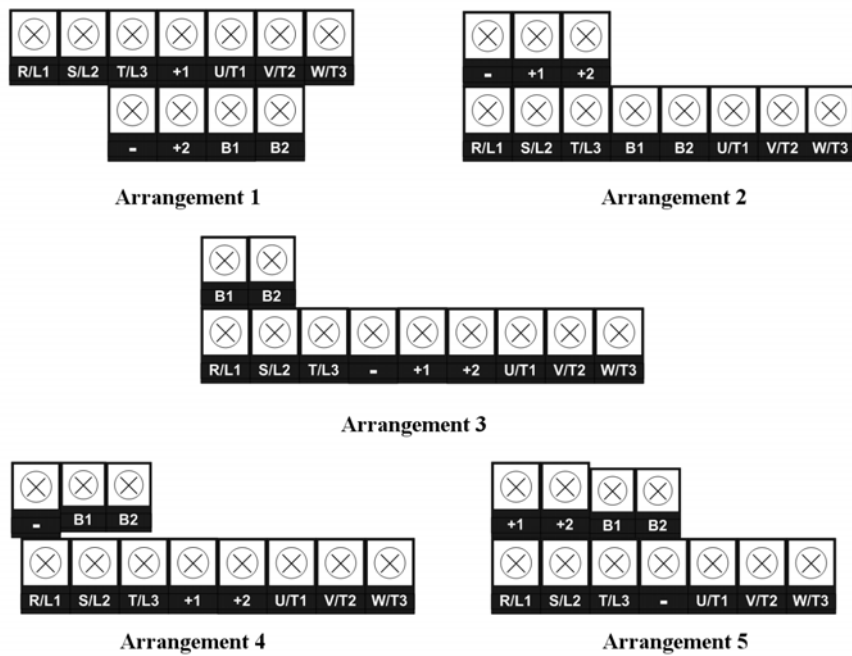 R/L1 S/L2 T/L3 +1 U/T1 V/T2 W/T3
- +2 B1 B2
Arrangement 1
- +1 +2
R/L1 S/L2 T/L3 B1 B2 U/T1 V/T2 W/T3
Arrangement 2
B1 B2
R/L1 S/L2 T/L3 - +1 +2 U/T1 V/T2 W/T3
Arrangement 3
- B1 B2
R/L1 S/L2 T/L3 +1 +2 U/T1 V/T2 W/T3
Arrangement 4
+1 +2 B1 B2
R/L1 S/L2 T/L3 - U/T1 V/T2 W/T3
Arrangement 5